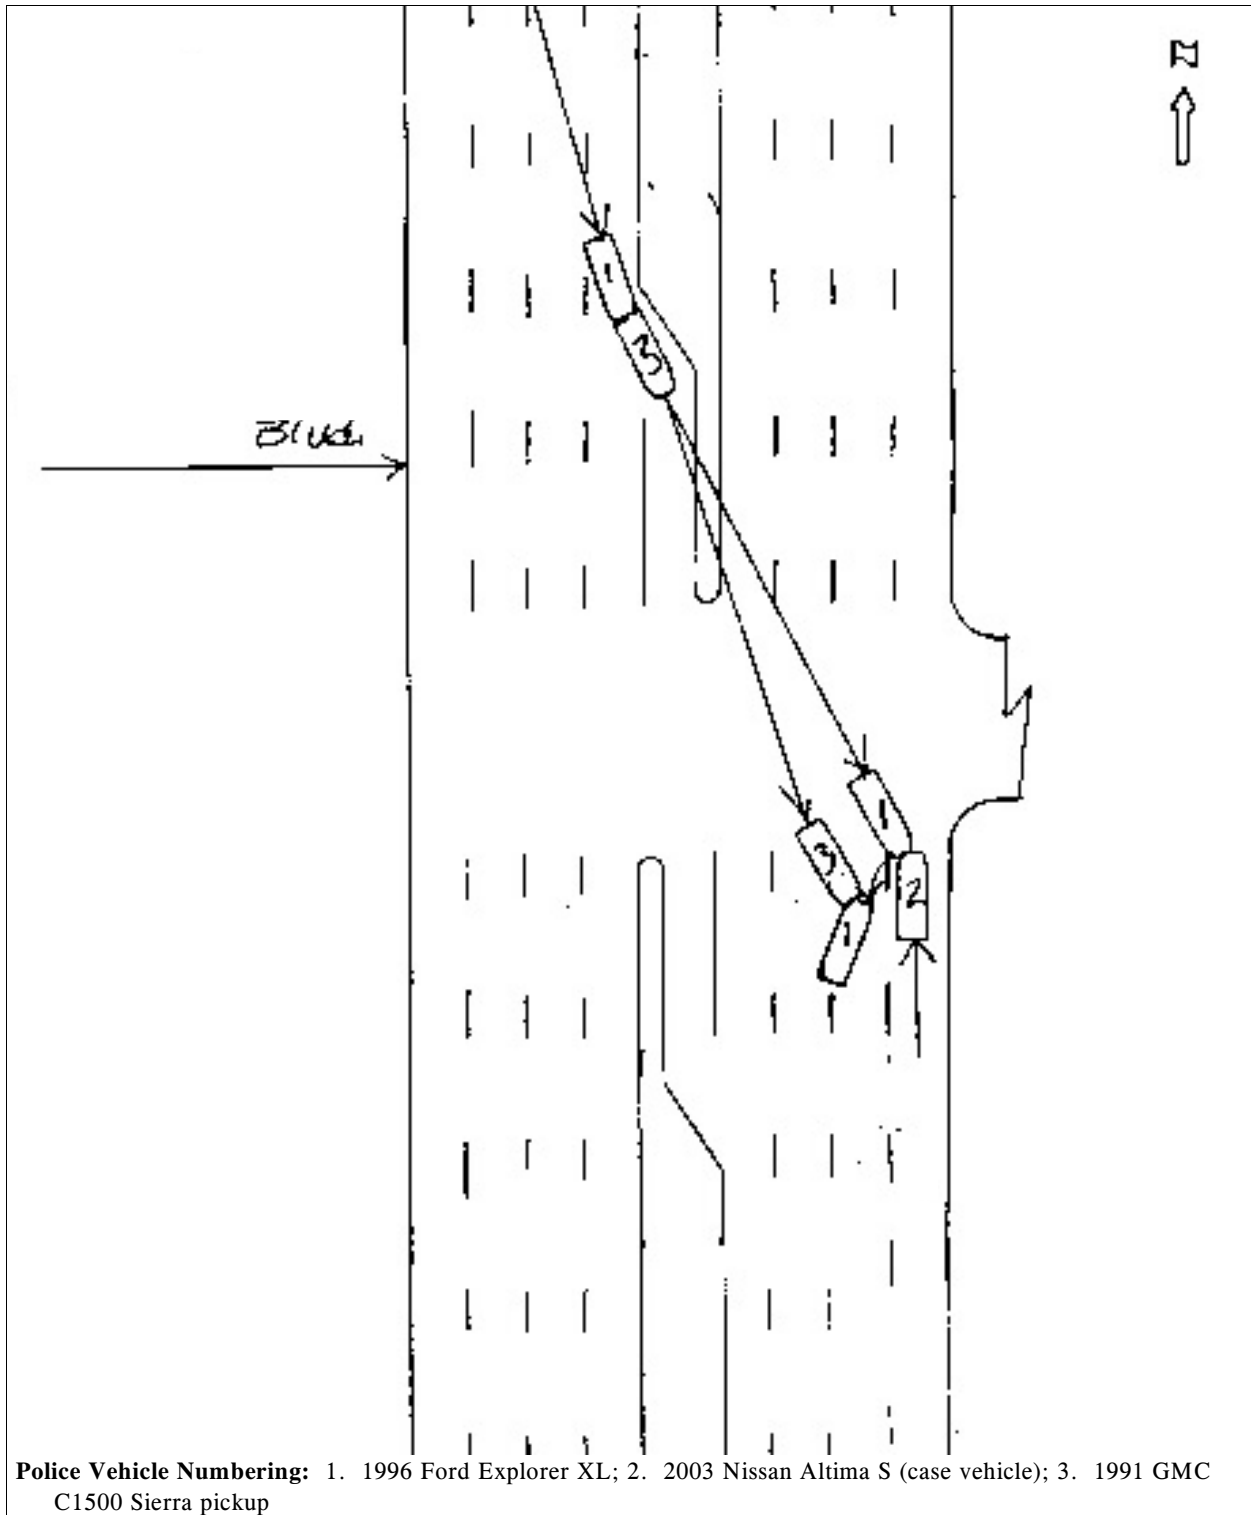 N
1
3
Blvd.
1
3
2
1
Police Vehicle Numbering: 1. 1996 Ford Explorer XL; 2. 2003 Nissan Altima S (case vehicle); 3. 1991 GMC
C1500 Sierra pickup